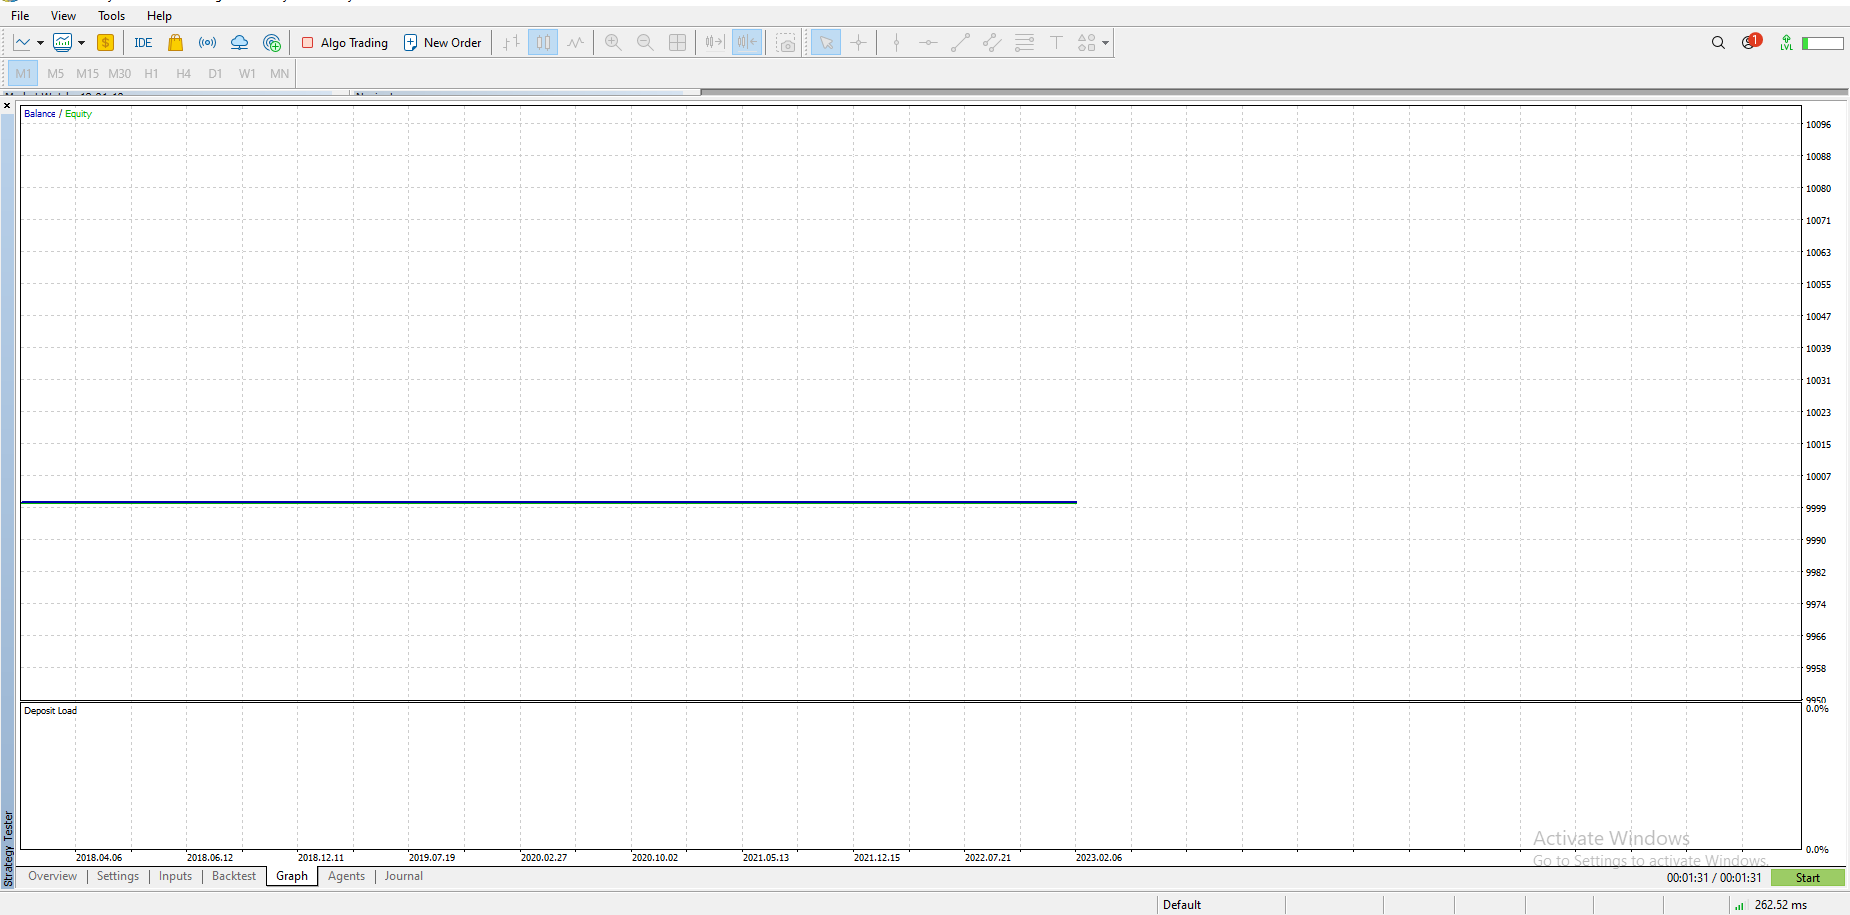 File View Tools Help
$ IDE Algo Trading New Order 1 LVL
M1 M5 M15 M30 H1 H4 D1 W1 MN
Balance / Equity
10096
10088
10080
10071
10063
10055
10047
10039
10031
10023
10015
10007
9999
9990
9982
9974
9966
9958
9950
Deposit Load
0.0%
0.0%
2018.04.06 2018.06.12 2018.12.11 2019.07.19 2020.02.27 2020.10.02 2021.05.13 2021.12.15 2022.07.21 2023.02.06
Strategy Tester
Activate Windows
Go to Settings to activate Windows.
Overview Settings Inputs Backtest Graph Agents Journal 00:01:31 / 00:01:31 Start
Default 262.52 ms